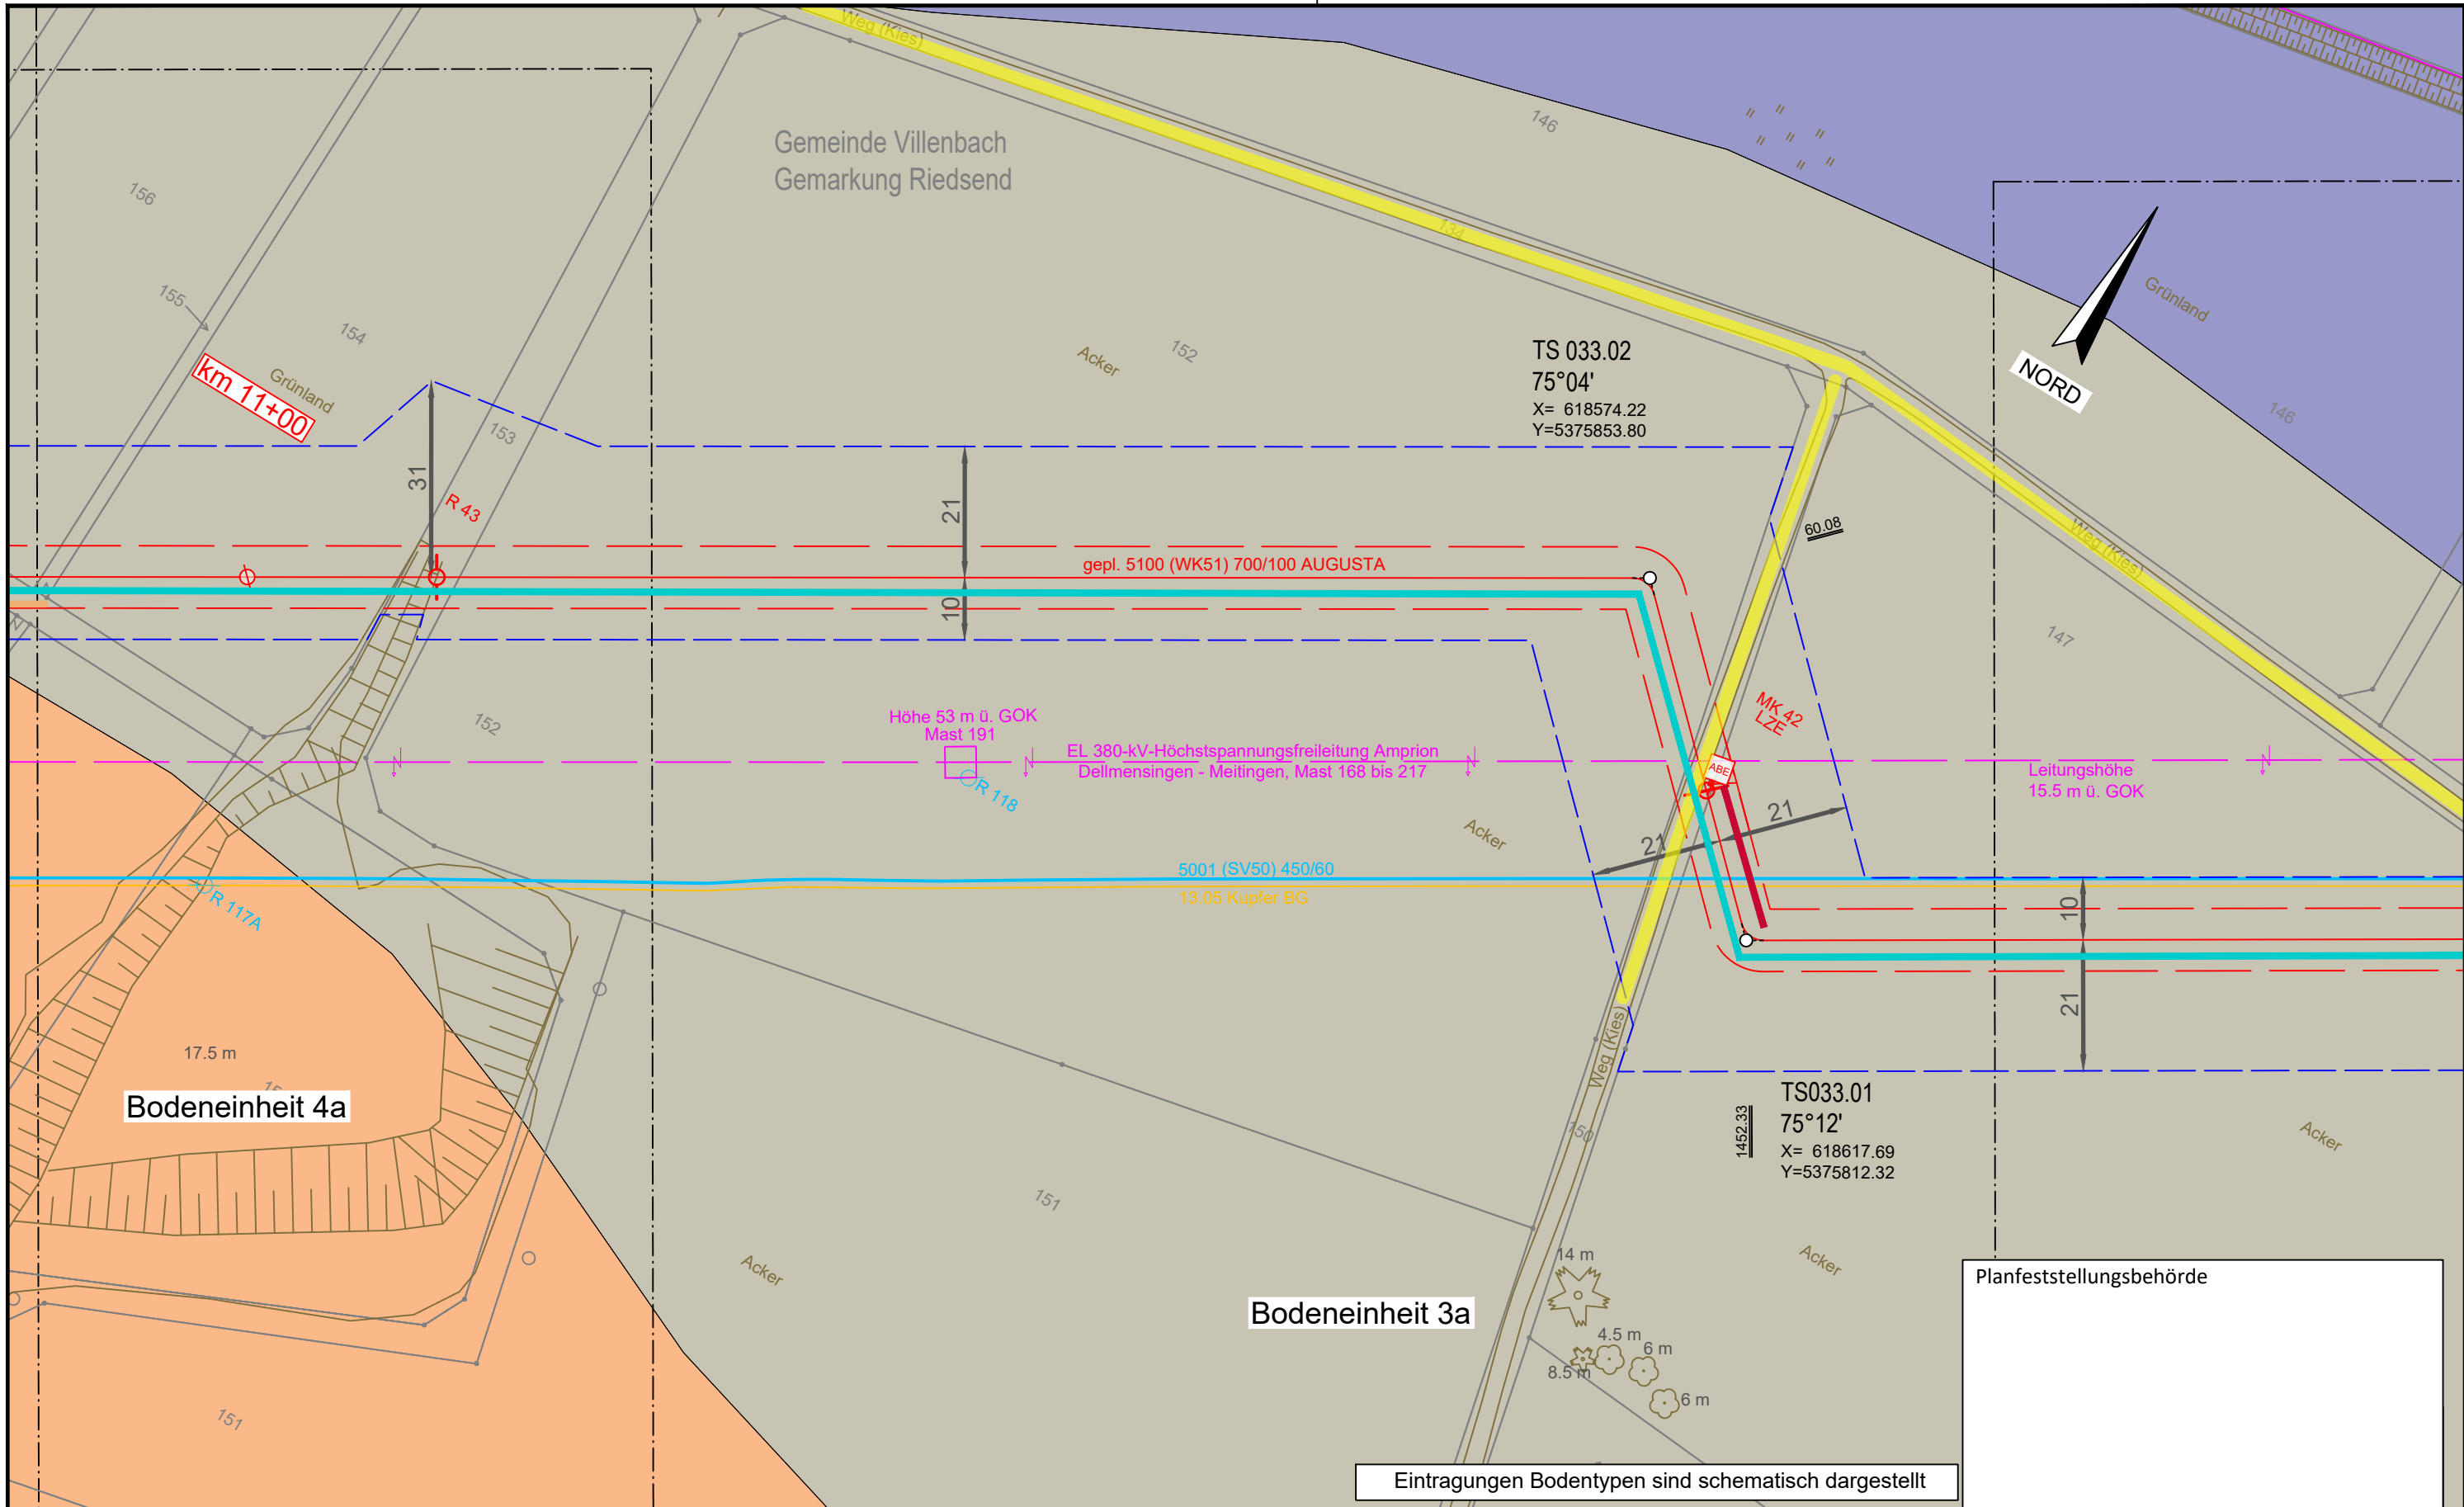 Weg (Kies)
146
Gemeinde Villenbach
Gemarkung Riedsend
156
134
155
154
Grünland
km 11+00
Grünland
153
Acker
152
TS 033.02
75°04'
X= 618574.22
Y=5375853.80
NORD
146
31
R 43
21
60.08
Weg (Kies)
gepl. 5100 (WK51) 700/100 AUGUSTA
10
147
152
Höhe 53 m ü. GOK
Mast 191
MK 42
LZE
EL 380-kV-Höchstspannungsfreileitung Amprion
Dellmensingen - Meitingen, Mast 168 bis 217
ABE
Leitungshöhe
15.5 m ü. GOK
R 118
21
21
Acker
5001 (SV50) 450/60
13.05 Kupfer BG
R 117A
10
21
Weg (Kies)
17.5 m
Bodeneinheit 4a
TS033.01
75°12'
X= 618617.69
Y=5375812.32
1452.33
150
Acker
151
Acker
Acker
14 m
Bodeneinheit 3a
Planfeststellungsbehörde
4.5 m
6 m
8.5 m
6 m
151
Eintragungen Bodentypen sind schematisch dargestellt